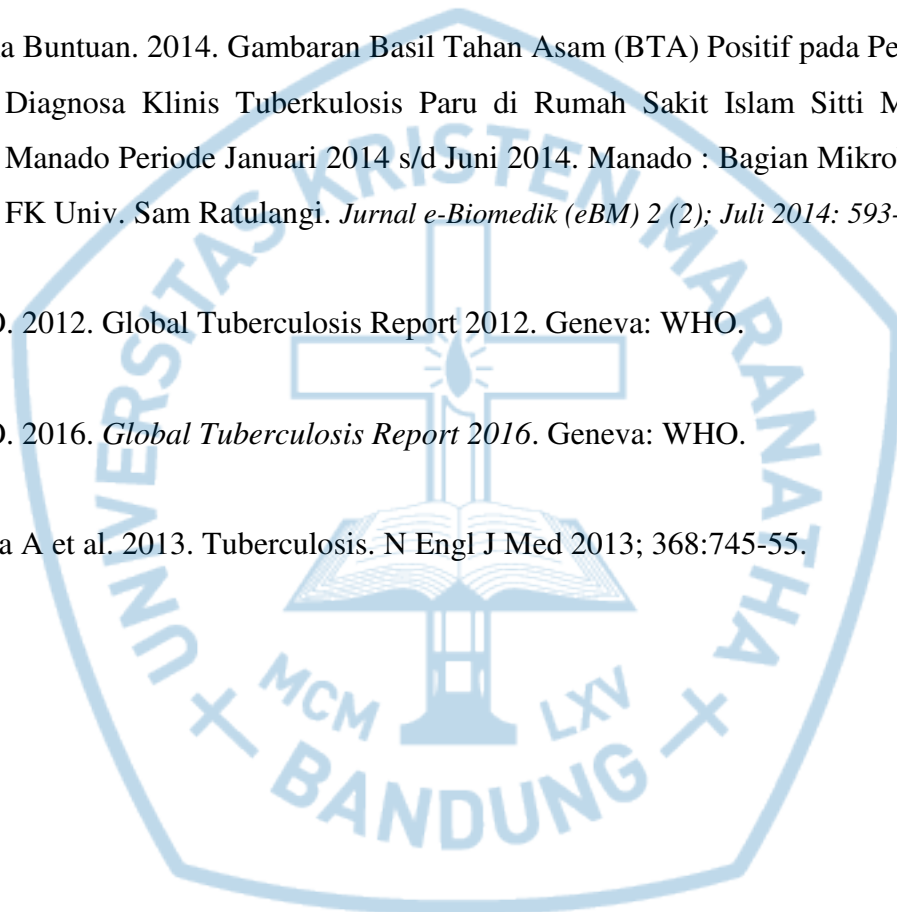 a Buntuan. 2014. Gambaran Basil Tahan Asam (BTA) Positif pada Pe
Diagnosa Klinis Tuberkulosis Paru di Rumah Sakit Islam Sitti M
Manado Periode Januari 2014 s/d Juni 2014. Manado : Bagian Mikro
FK Univ. Sam Ratulangi. Jurnal e-Biomedik (eBM) 2 (2); Juli 2014: 593-
. 2012. Global Tuberculosis Report 2012. Geneva: WHO.
. 2016. Global Tuberculosis Report 2016. Geneva: WHO.
a A et al. 2013. Tuberculosis. N Engl J Med 2013; 368:745-55.
UNIVERSITAS KRISTEN MARANATHA
MCM LXV
BANDUNG